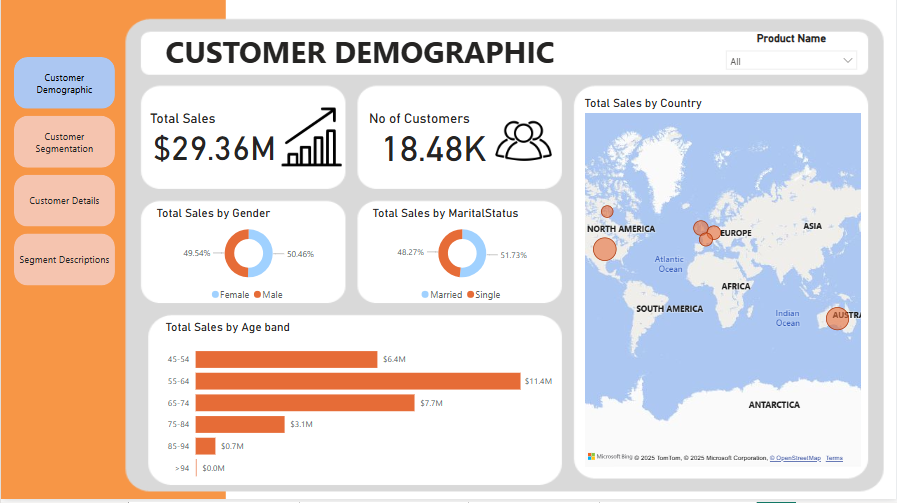 CUSTOMER DEMOGRAPHIC
Product Name
All
Customer
Demographic
Customer
Segmentation
Customer Details
Segment Descriptions
Total Sales
$29.36M
No of Customers
18.48K
Total Sales by Gender
49.54%
50.46%
Female Male
Total Sales by MaritalStatus
48.27%
51.73%
Married Single
Total Sales by Age band
45-54 $6.4M
55-64 $11.4M
65-74 $7.7M
75-84 $3.1M
85-94 $0.7M
>94 $0.0M
Total Sales by Country
NORTH AMERICA
EUROPE
ASIA
Atlantic
Ocean
AFRICA
SOUTH AMERICA
Indian
Ocean
AUSTRA
ANTARCTICA
Microsoft Bing © 2025 TomTom, © 2025 Microsoft Corporation, © OpenStreetMap Terms